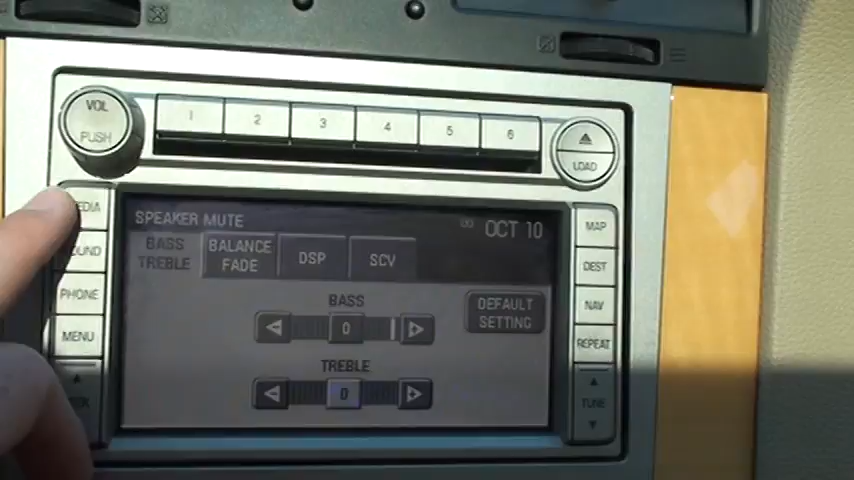 VOL
PUSH
1 2 3 4 5 6
LOAD
SPEAKER MUTE
OCT 10
BASS
TREBLE
BALANCE
FADE
DSP
SCV
BASS
0
DEFAULT
SETTING
TREBLE
0
PHONE
MENU
MAP
DEST
NAV
REPEAT
TUNE